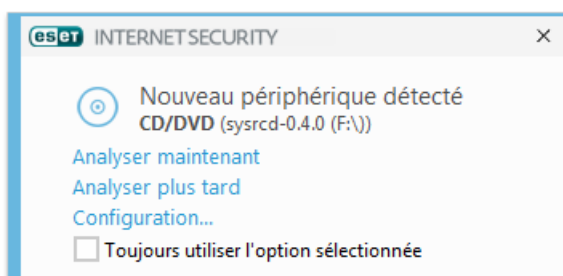 eset INTERNET SECURITY
Nouveau périphérique détecté
CD/DVD (sysrcd-0.4.0 (F:\))
Analyser maintenant
Analyser plus tard
Configuration...
Toujours utiliser l'option sélectionnée